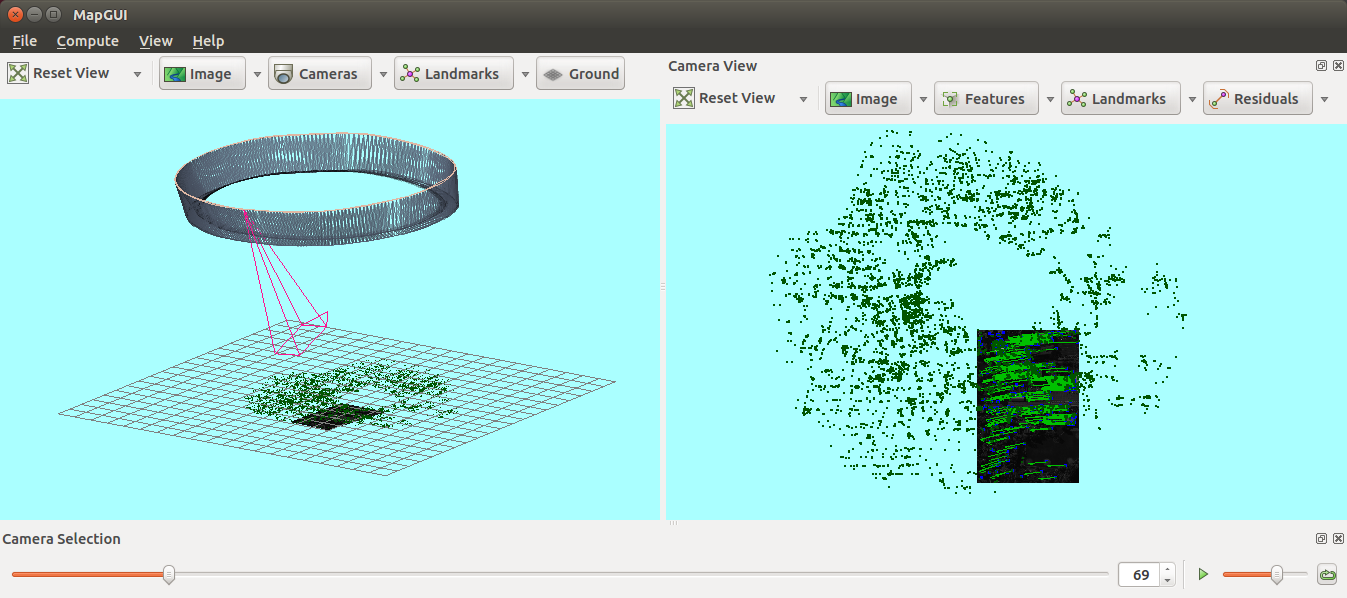 MapGUI
File Compute View Help
Reset View Image Cameras Landmarks Ground
Camera View
Reset View Image Features Landmarks Residuals
Camera Selection
69